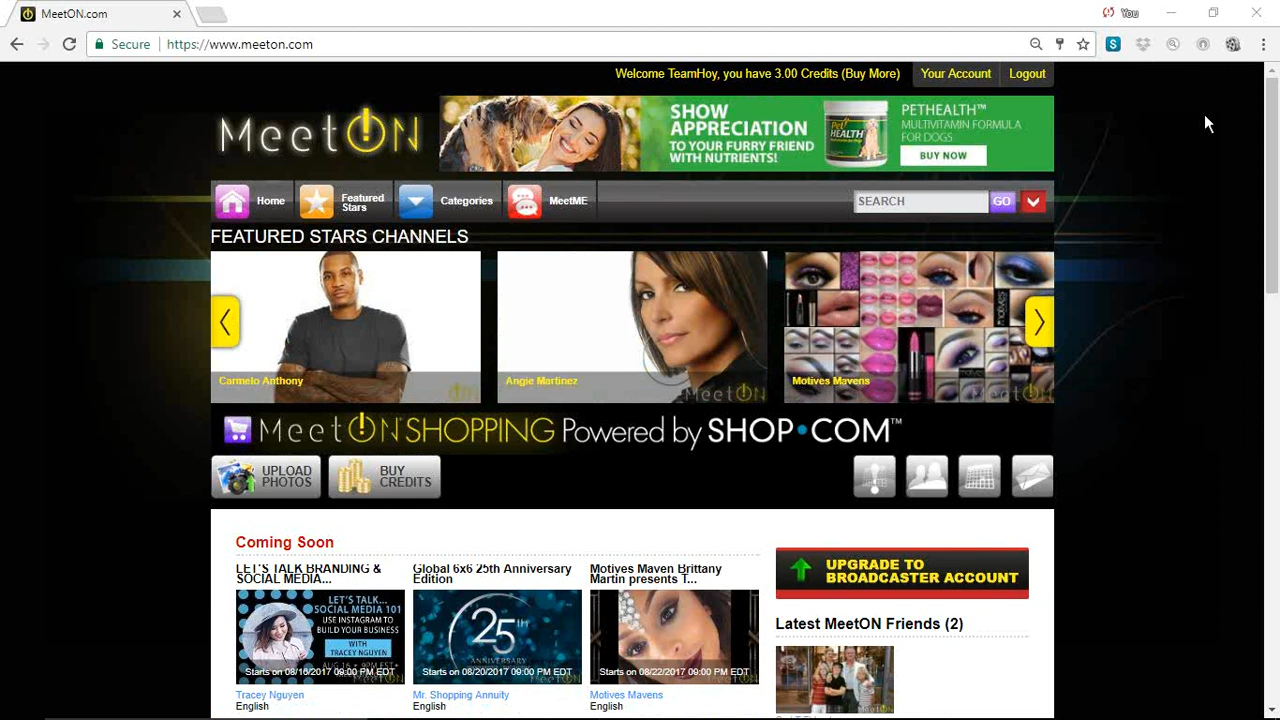 MeetON.com
You
Secure
https://www.meeton.com
Welcome TeamHoy, you have 3.00 Credits (Buy More)
Your Account
Logout
MeetON
SHOW
APPRECIATION
TO YOUR FURRY
FRIEND WITH
NUTRIENTS!
Pet
HEALTH
PETHEALTH™
MULTIVITAMIN FORMULA
FOR DOGS
BUY NOW
Home
Featured
Stars
Categories
MeetME
SEARCH
GO
FEATURED STARS CHANNELS
Carmelo Anthony
Angie Martinez
MeetON
Motives Mavens
MeetON
MeetON SHOPPING Powered by SHOP•COM™
UPLOAD
PHOTOS
BUY
CREDITS
Coming Soon
LET'S TALK BRANDING &
SOCIAL MEDIA...
LET'S TALK...
SOCIAL MEDIA 101
USE INSTAGRAM TO
BUILD YOUR BUSINESS
WITH
TRACEY NGUYEN
Starts on 08/16/2017 09:00 PM EDT
Tracey Nguyen
English
Global 6x6 25th Anniversary
Edition
25th
ANNIVERSARY
Starts on 08/20/2017 09:00 PM EDT
Mr. Shopping Annuity
English
Motives Maven Brittany
Martin presents T...
Starts on 08/22/2017 09:00 PM EDT
Motives Mavens
English
UPGRADE TO
BROADCASTER ACCOUNT
Latest MeetON Friends (2)
MeetON